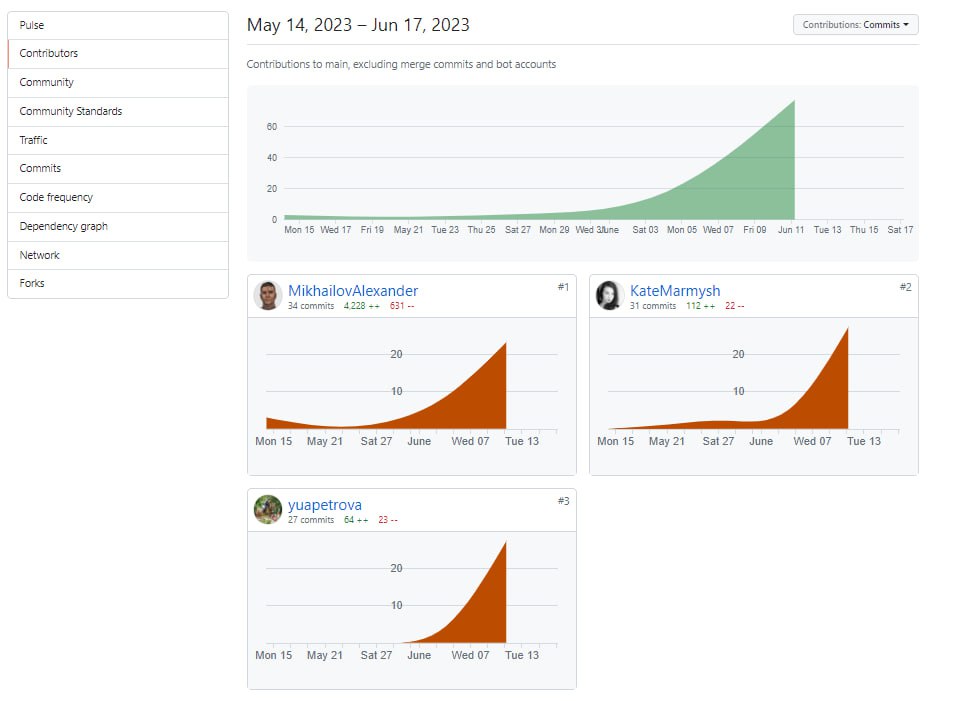 Pulse
Contributors
Community
Community Standards
Traffic
Commits
Code frequency
Dependency graph
Network
Forks
May 14, 2023 – Jun 17, 2023
Contributions: Commits
Contributions to main, excluding merge commits and bot accounts
60
40
20
0
Mon 15 Wed 17 Fri 19 May 21 Tue 23 Thu 25 Sat 27 Mon 29 Wed 31 June Sat 03 Mon 05 Wed 07 Fri 09 Jun 11 Tue 13 Thu 15 Sat 17
MikhailovAlexander #1
34 commits 4,228 ++ 631 --
20
10
Mon 15 May 21 Sat 27 June Wed 07 Tue 13
KateMarmysh #2
31 commits 112 ++ 22 --
20
10
Mon 15 May 21 Sat 27 June Wed 07 Tue 13
yuapetrova #3
27 commits 64 ++ 23 --
20
10
Mon 15 May 21 Sat 27 June Wed 07 Tue 13